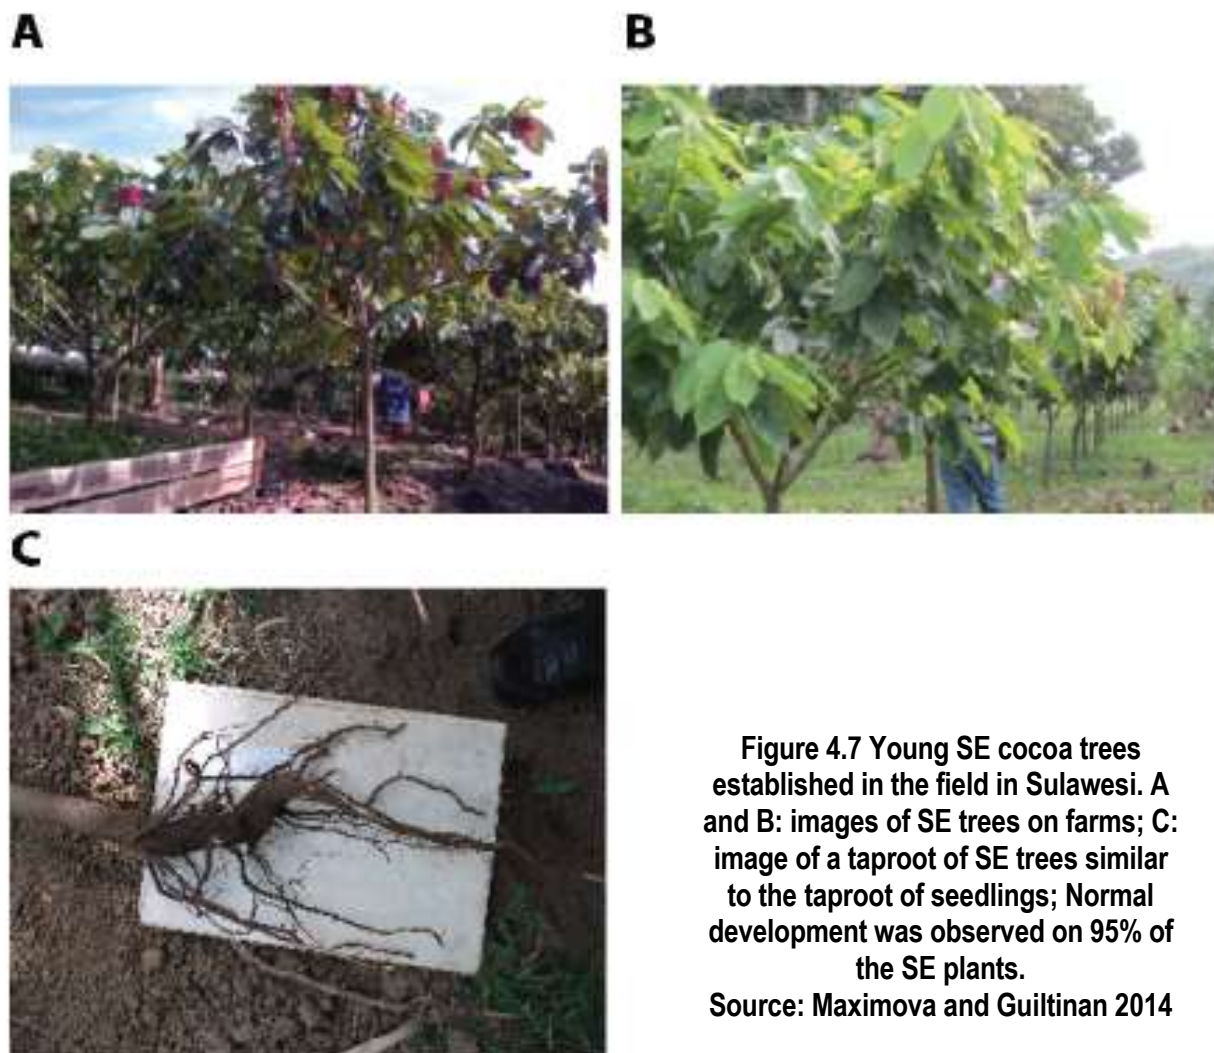 A
B
C
Figure 4.7 Young SE cocoa trees
established in the field in Sulawesi. A
and B: images of SE trees on farms; C:
image of a taproot of SE trees similar
to the taproot of seedlings; Normal
development was observed on 95% of
the SE plants.
Source: Maximova and Guiltinan 2014